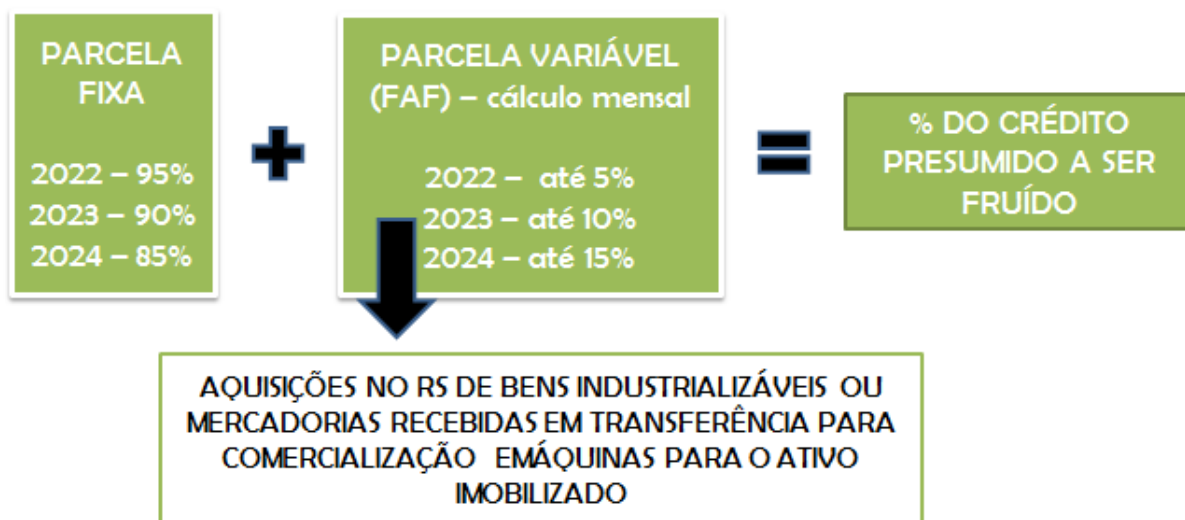 PARCELA
FIXA
2022 – 95%
2023 – 90%
2024 – 85%
PARCELA VARIÁVEL
(FAF) – cálculo mensal
2022 – até 5%
2023 – até 10%
2024 – até 15%
% DO CRÉDITO
PRESUMIDO A SER
FRUÍDO
AQUISIÇÕES NO RS DE BENS INDUSTRIALIZÁVEIS OU
MERCADORIAS RECEBIDAS EM TRANSFERÊNCIA PARA
COMERCIALIZAÇÃO EMÁQUINAS PARA O ATIVO
IMOBILIZADO